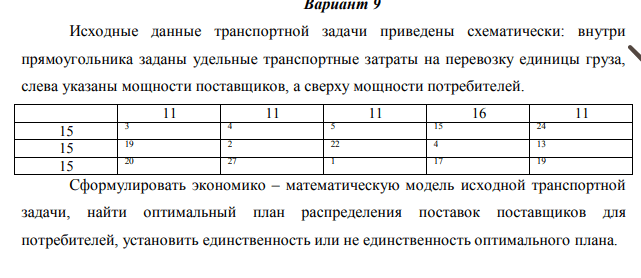 Вариант 9
Исходные данные транспортной задачи приведены схематически: внутри
прямоугольника заданы удельные транспортные затраты на перевозку единицы груза,
слева указаны мощности поставщиков, а сверху мощности потребителей.
11 11 11 16 11
15 3 4 5 15 24
15 19 2 22 4 13
15 20 27 1 17 19
Сформулировать экономико – математическую модель исходной транспортной
задачи, найти оптимальный план распределения поставок поставщиков для
потребителей, установить единственность или не единственность оптимального плана.